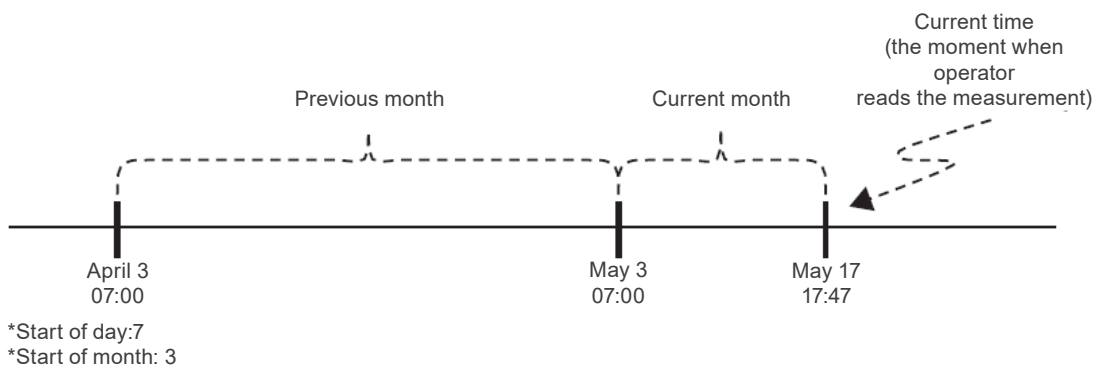 Current time
(the moment when
operator
reads the measurement)
Previous month
Current month
April 3
07:00
May 3
07:00
May 17
17:47
*Start of day:7
*Start of month: 3